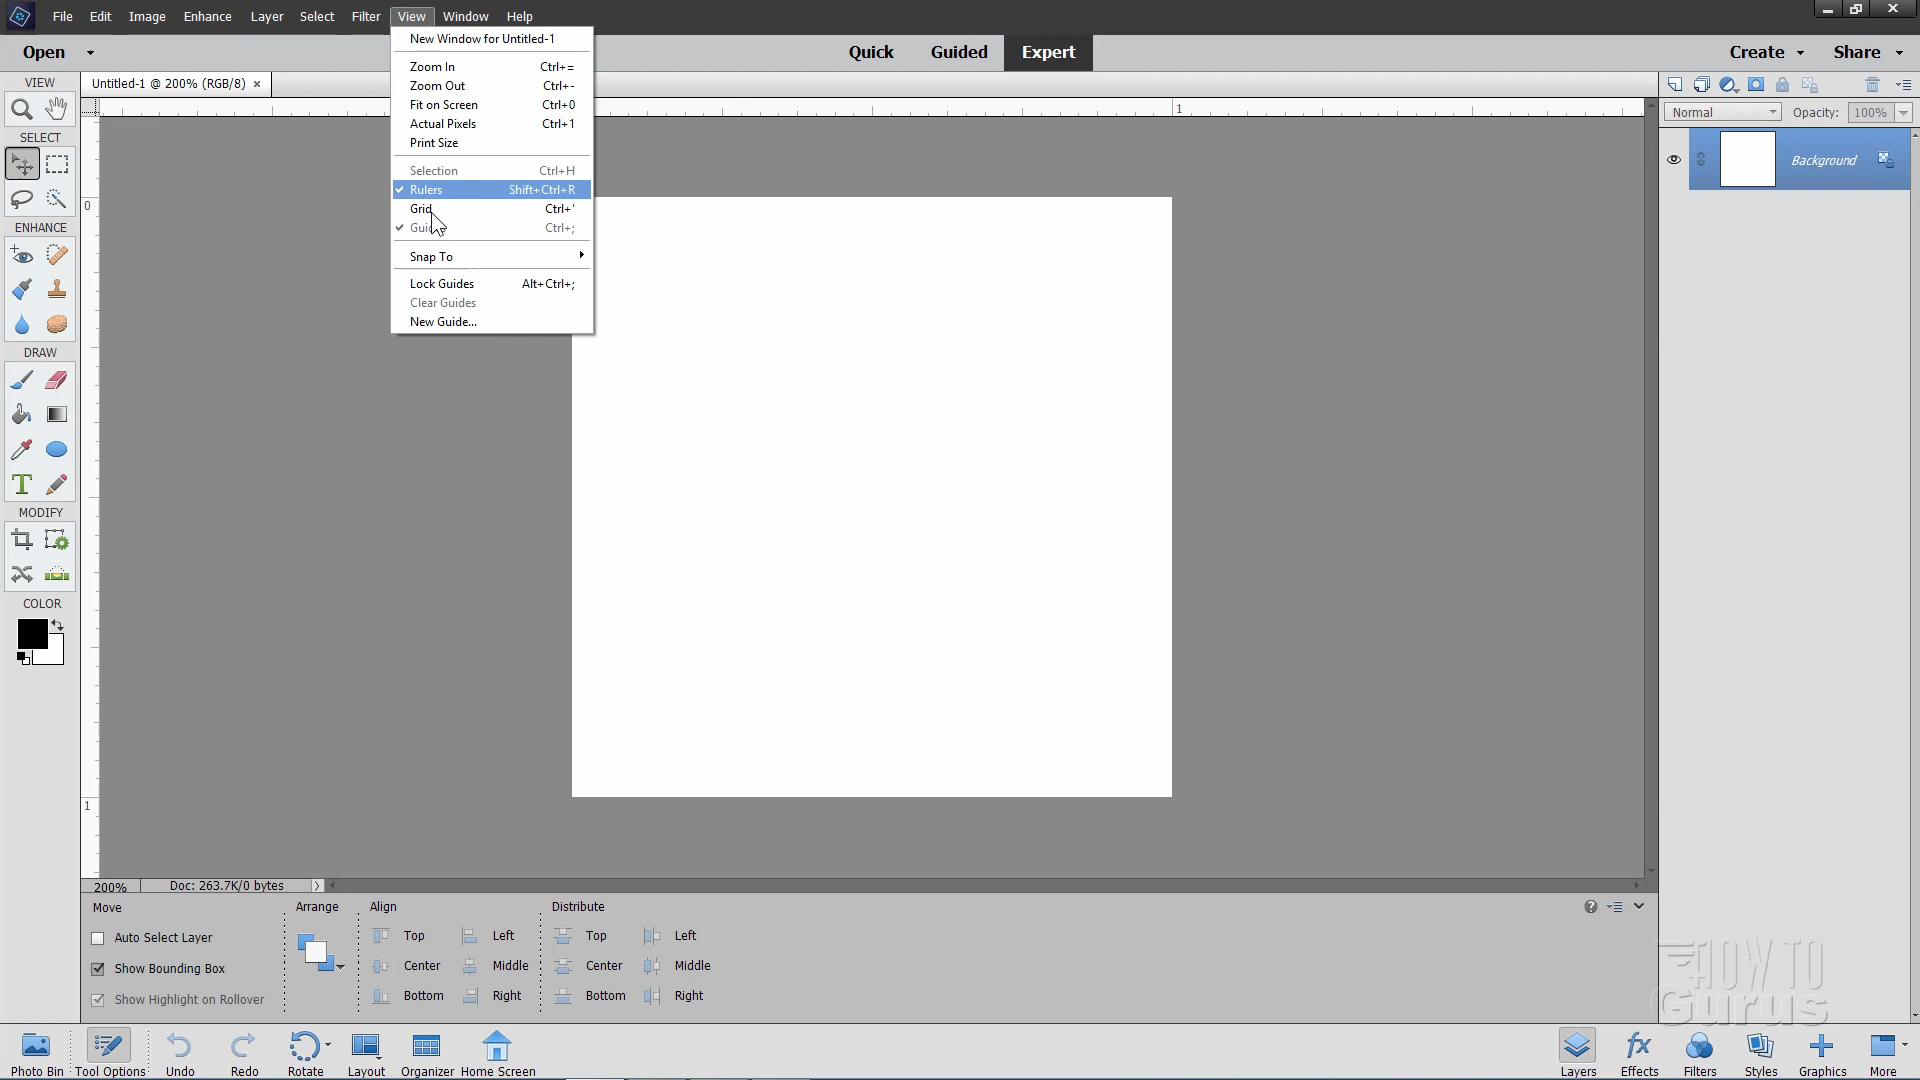 File Edit Image Enhance Layer Select Filter View Window Help
Open Quick Guided Expert Create Share
New Window for Untitled-1
Zoom In Ctrl+=
Zoom Out Ctrl+-
Fit on Screen Ctrl+0
Actual Pixels Ctrl+1
Print Size
Selection Ctrl+H
Rulers Shift+Ctrl+R
Grid Ctrl+'
Ctrl+;
Snap To
Lock Guides Alt+Ctrl+;
Clear Guides
New Guide...
VIEW
Untitled-1 @ 200% (RGB/8) ×
SELECT
ENHANCE
DRAW
T
MODIFY
COLOR
1
0
1
Normal Opacity: 100%
Background
200% Doc: 263.7K/0 bytes
Move Arrange Align Distribute
Auto Select Layer Top Left Top Left
Show Bounding Box Center Middle Center Middle
Show Highlight on Rollover Bottom Right Bottom Right
HOW TO
Gurus
fx
Photo Bin Tool Options Undo Redo Rotate Layout Organizer Home Screen Layers Effects Filters Styles Graphics More